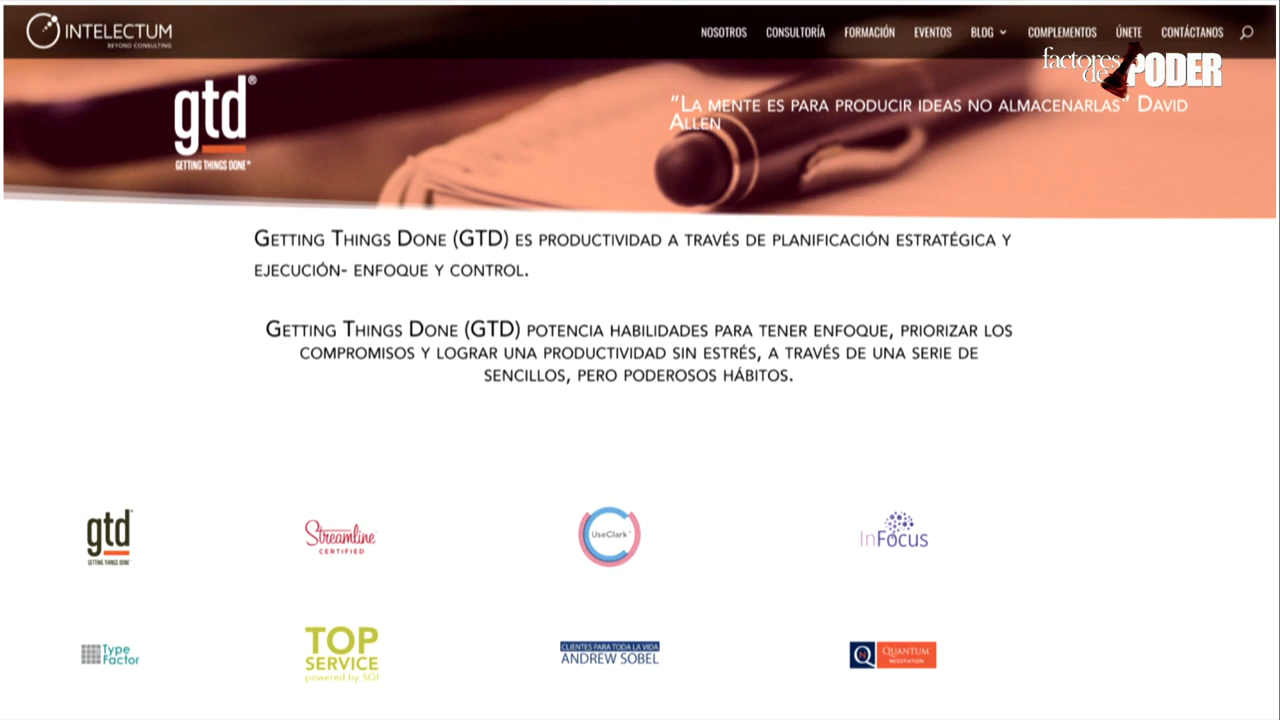 INTELECTUM
BEYOND CONSULTING
NOSOTROS CONSULTORÍA FORMACIÓN EVENTOS BLOG COMPLEMENTOS ÚNETE CONTÁCTANOS
factores de PODER
gtd®
GETTING THINGS DONE®
"La mente es para producir ideas no almacenarlas" David
Allen
Getting Things Done (GTD) es productividad a través de planificación estratégica y
ejecución- enfoque y control.
Getting Things Done (GTD) potencia habilidades para tener enfoque, priorizar los
compromisos y lograr una productividad sin estrés, a través de una serie de
sencillos, pero poderosos hábitos.
gtd
GETTING THINGS DONE
Streamline
CERTIFIED
UseClark
InFocus
Type
Factor
TOP
SERVICE
powered by SQI
CLIENTES PARA TODA LA VIDA
ANDREW SOBEL
QUANTUM
NEGOTIATION